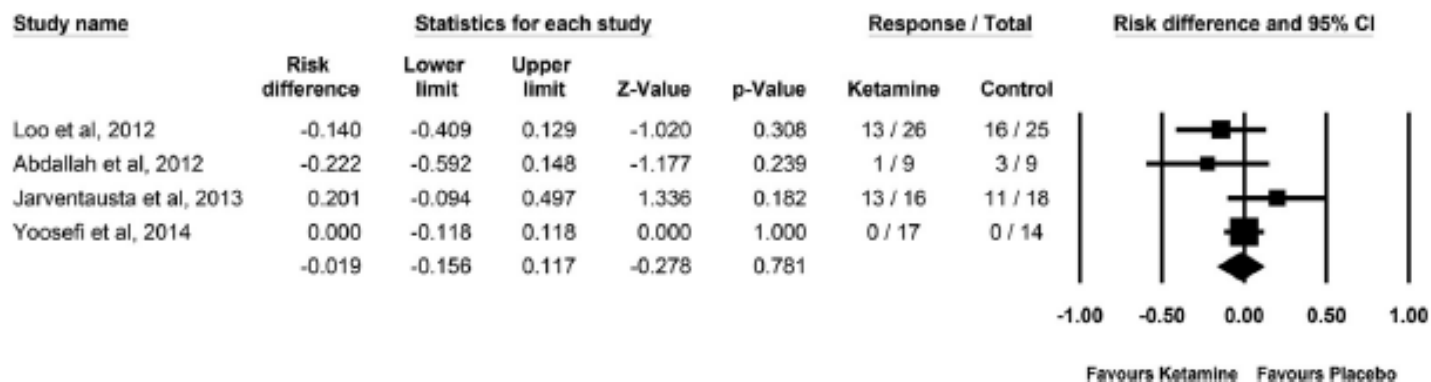 Study name Statistics for each study Response / Total Risk difference and 95% CI
Risk difference Lower limit Upper limit Z-Value p-Value Ketamine Control
Loo et al, 2012 -0.140 -0.409 0.129 -1.020 0.308 13 / 26 16 / 25
Abdallah et al, 2012 -0.222 -0.592 0.148 -1.177 0.239 1 / 9 3 / 9
Jarventausta et al, 2013 0.201 -0.094 0.497 1.336 0.182 13 / 16 11 / 18
Yoosefi et al, 2014 0.000 -0.118 0.118 0.000 1.000 0 / 17 0 / 14
-0.019 -0.156 0.117 -0.278 0.781
-1.00 -0.50 0.00 0.50 1.00
Favours Ketamine Favours Placebo